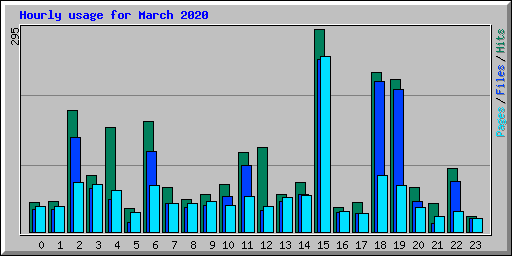 Hourly usage for March 2020
295
Pages / Files / Hits
0 1 2 3 4 5 6 7 8 9 10 11 12 13 14 15 16 17 18 19 20 21 22 23